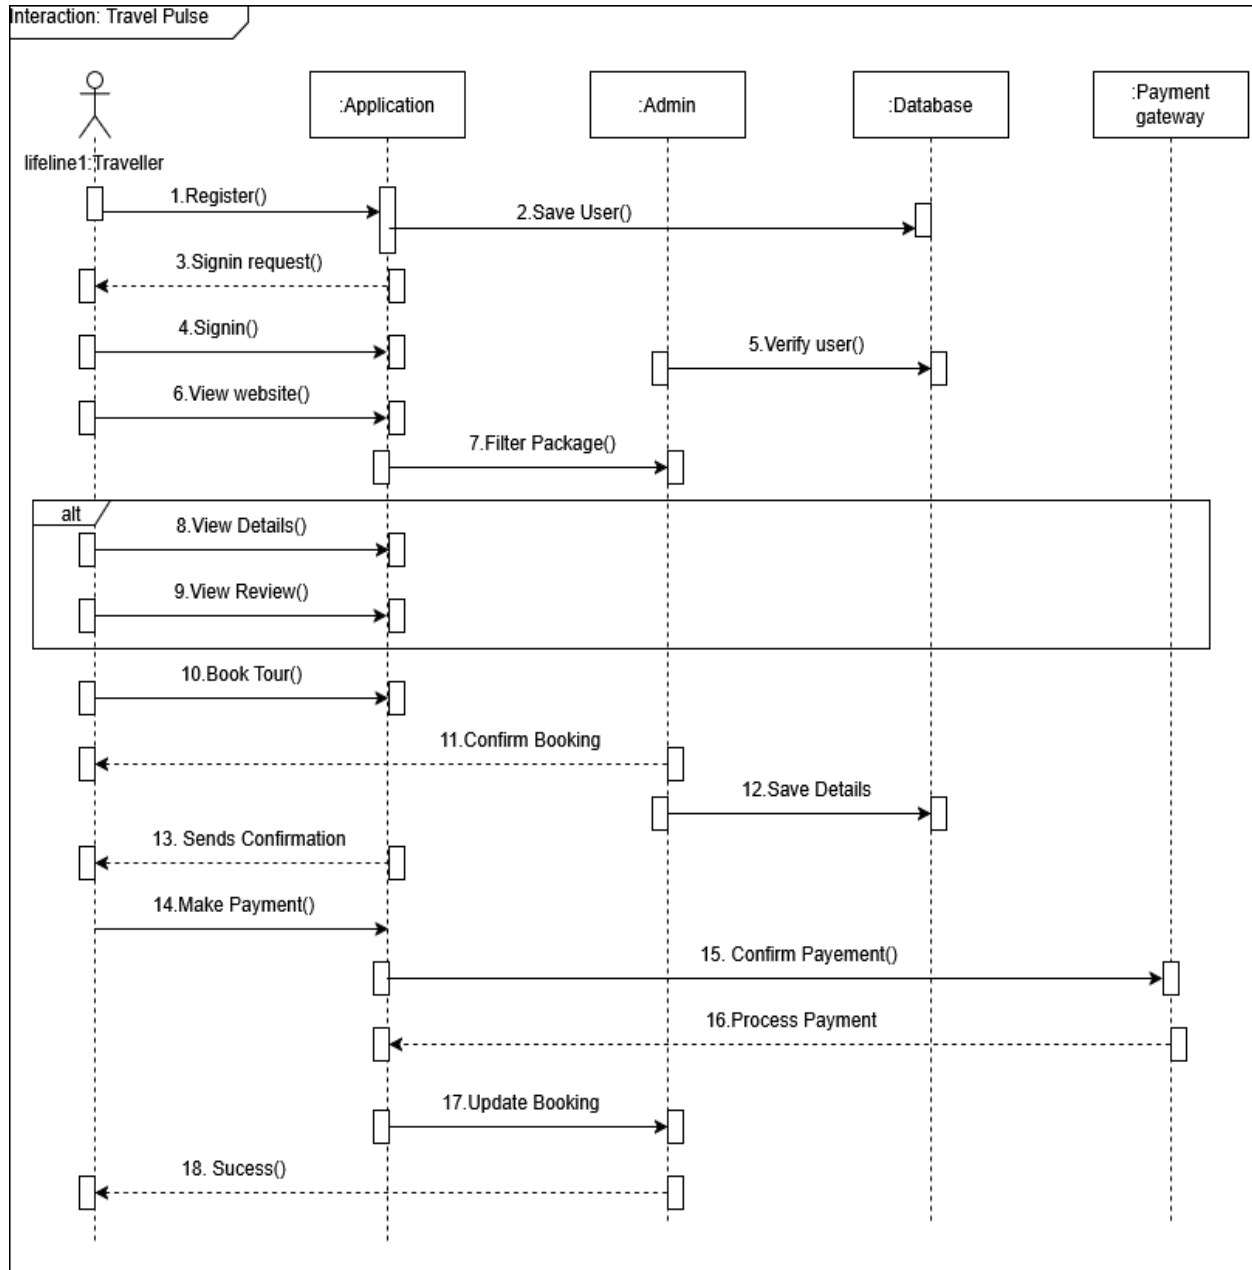 Interaction: Travel Pulse
:Application
:Admin
:Database
:Payment
gateway
lifeline1:Traveller
1.Register()
2.Save User()
3.Signin request()
4.Signin()
5.Verify user()
6.View website()
7.Filter Package()
alt
8.View Details()
9.View Review()
10.Book Tour()
11.Confirm Booking
12.Save Details
13. Sends Confirmation
14.Make Payment()
15. Confirm Payement()
16.Process Payment
17.Update Booking
18. Sucess()